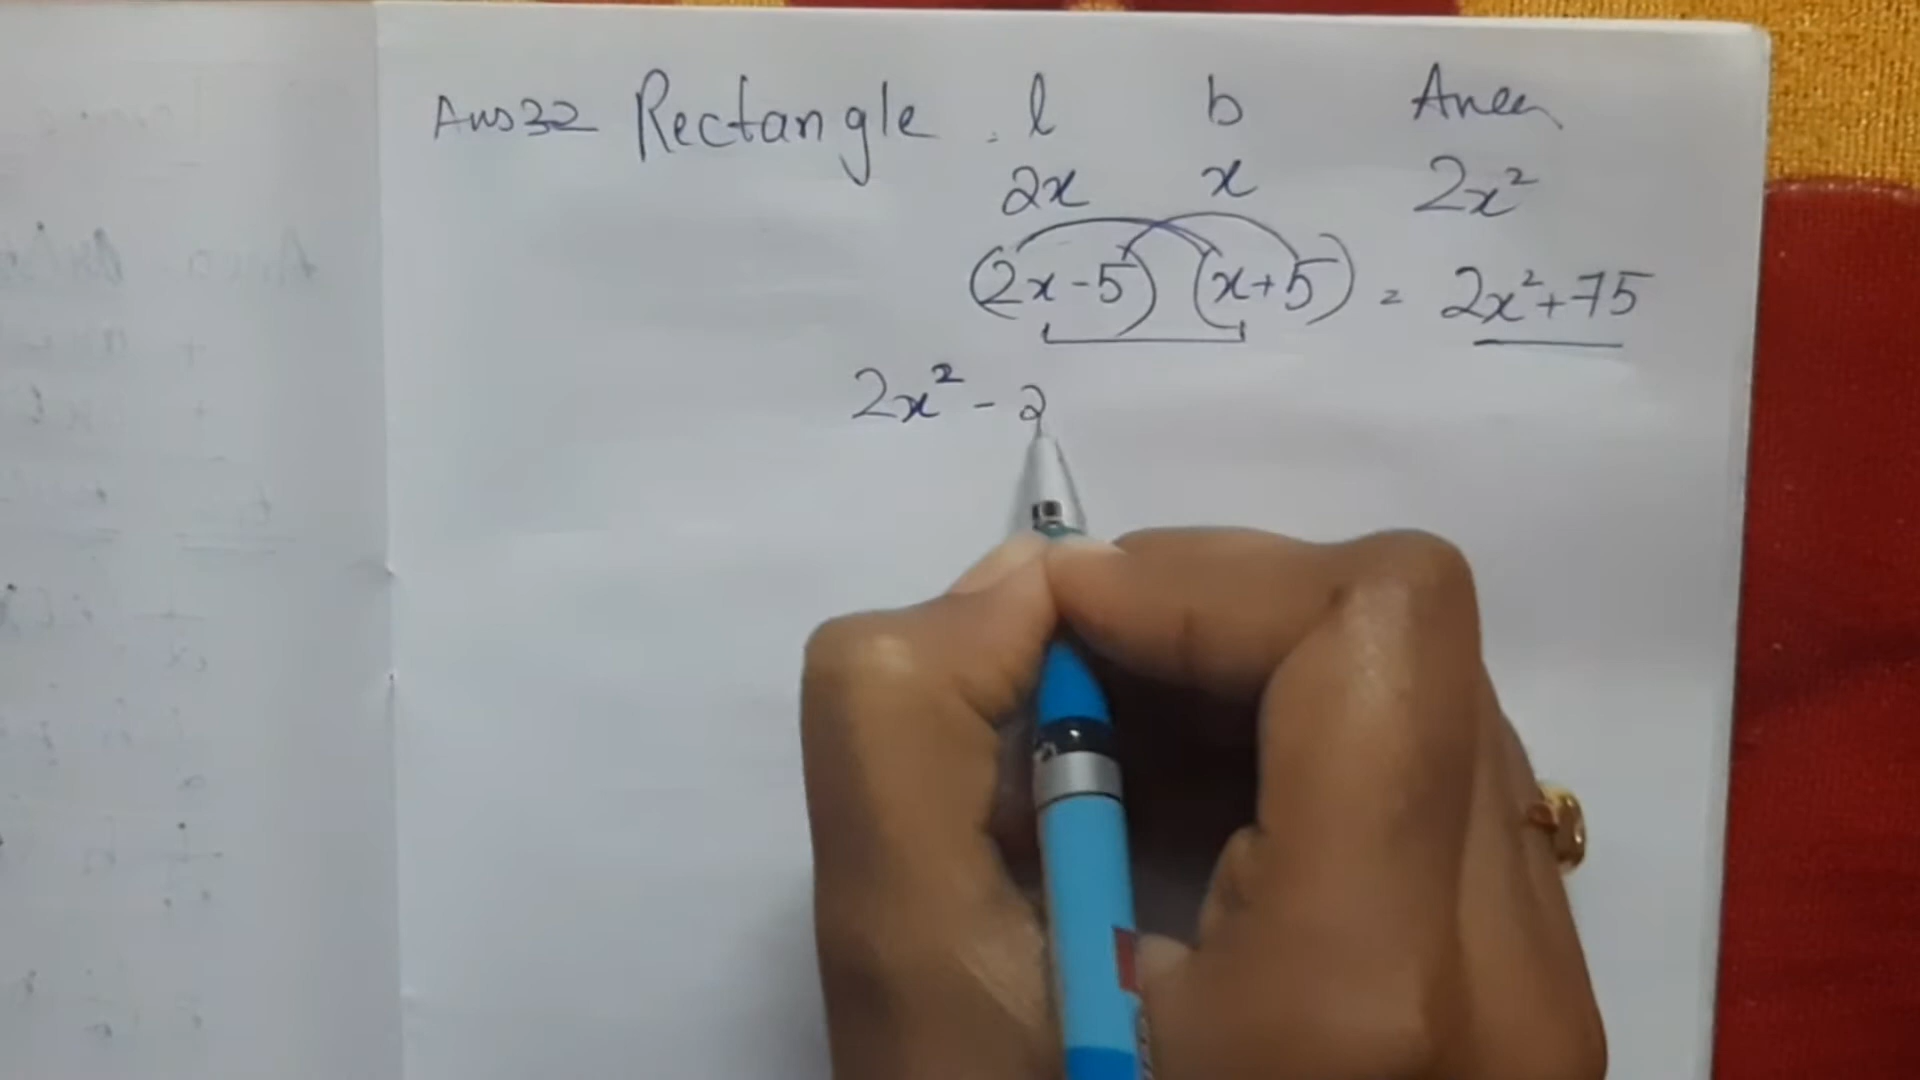 Ans32 Rectangle. l b Area
2x x 2x²
(2x-5) (x+5) = 2x²+75
2x² - 2